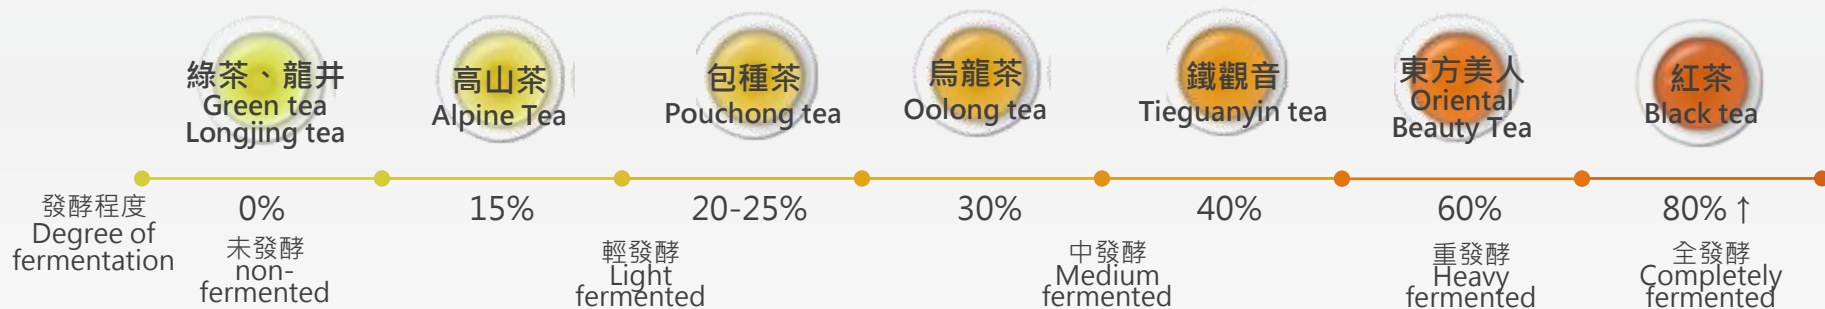 綠茶、龍井
Green tea
Longjing tea
高山茶
Alpine Tea
包種茶
Pouchong tea
烏龍茶
Oolong tea
鐵觀音
Tieguanyin tea
東方美人
Oriental
Beauty Tea
紅茶
Black tea
發酵程度
Degree of
fermentation
0%
15%
20-25%
30%
40%
60%
80%↑
未發酵
non-
fermented
輕發酵
Light
fermented
中發酵
Medium
fermented
重發酵
Heavy
fermented
全發酵
Completely
fermented